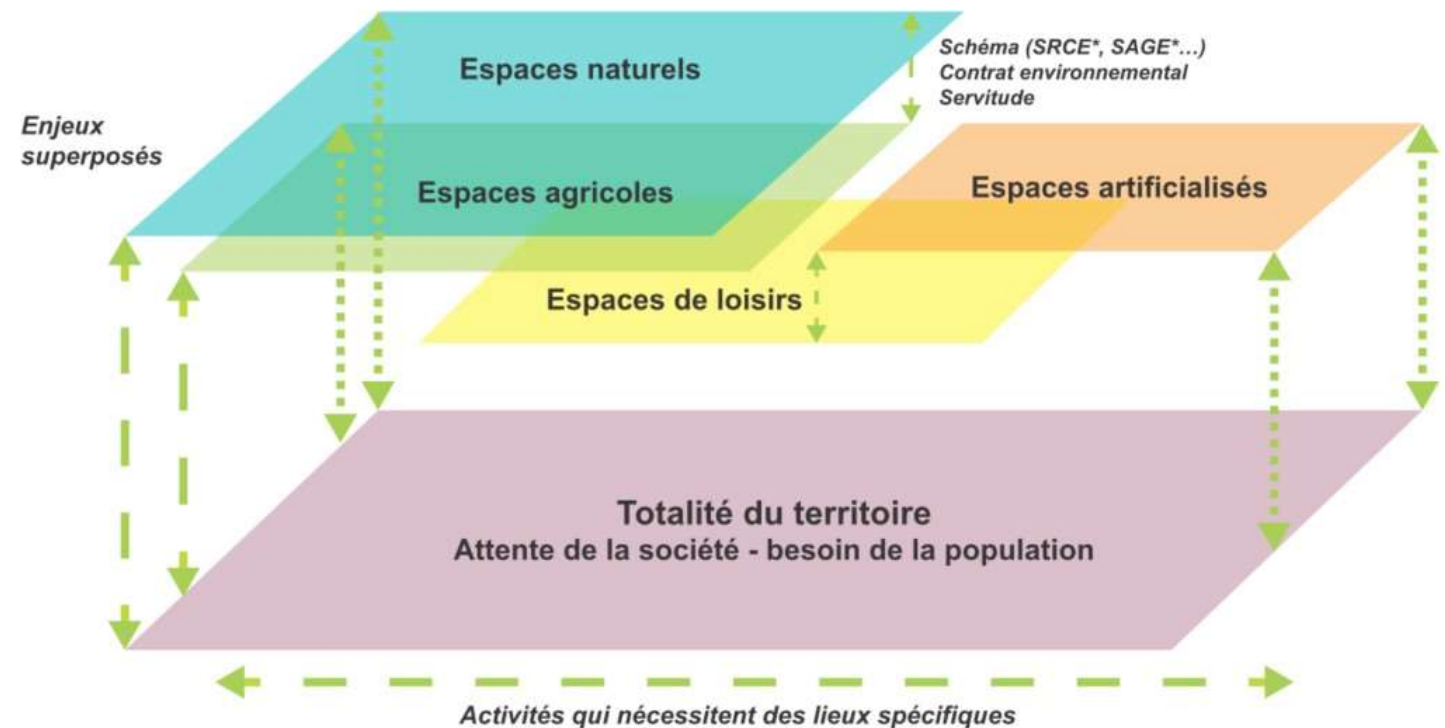 Espaces naturels
Schéma (SRCE*, SAGE*...)
Contrat environnemental
Servitude
Enjeux
superposés
Espaces agricoles
Espaces artificialisés
Espaces de loisirs
Totalité du territoire
Attente de la société - besoin de la population
Activités qui nécessitent des lieux spécifiques